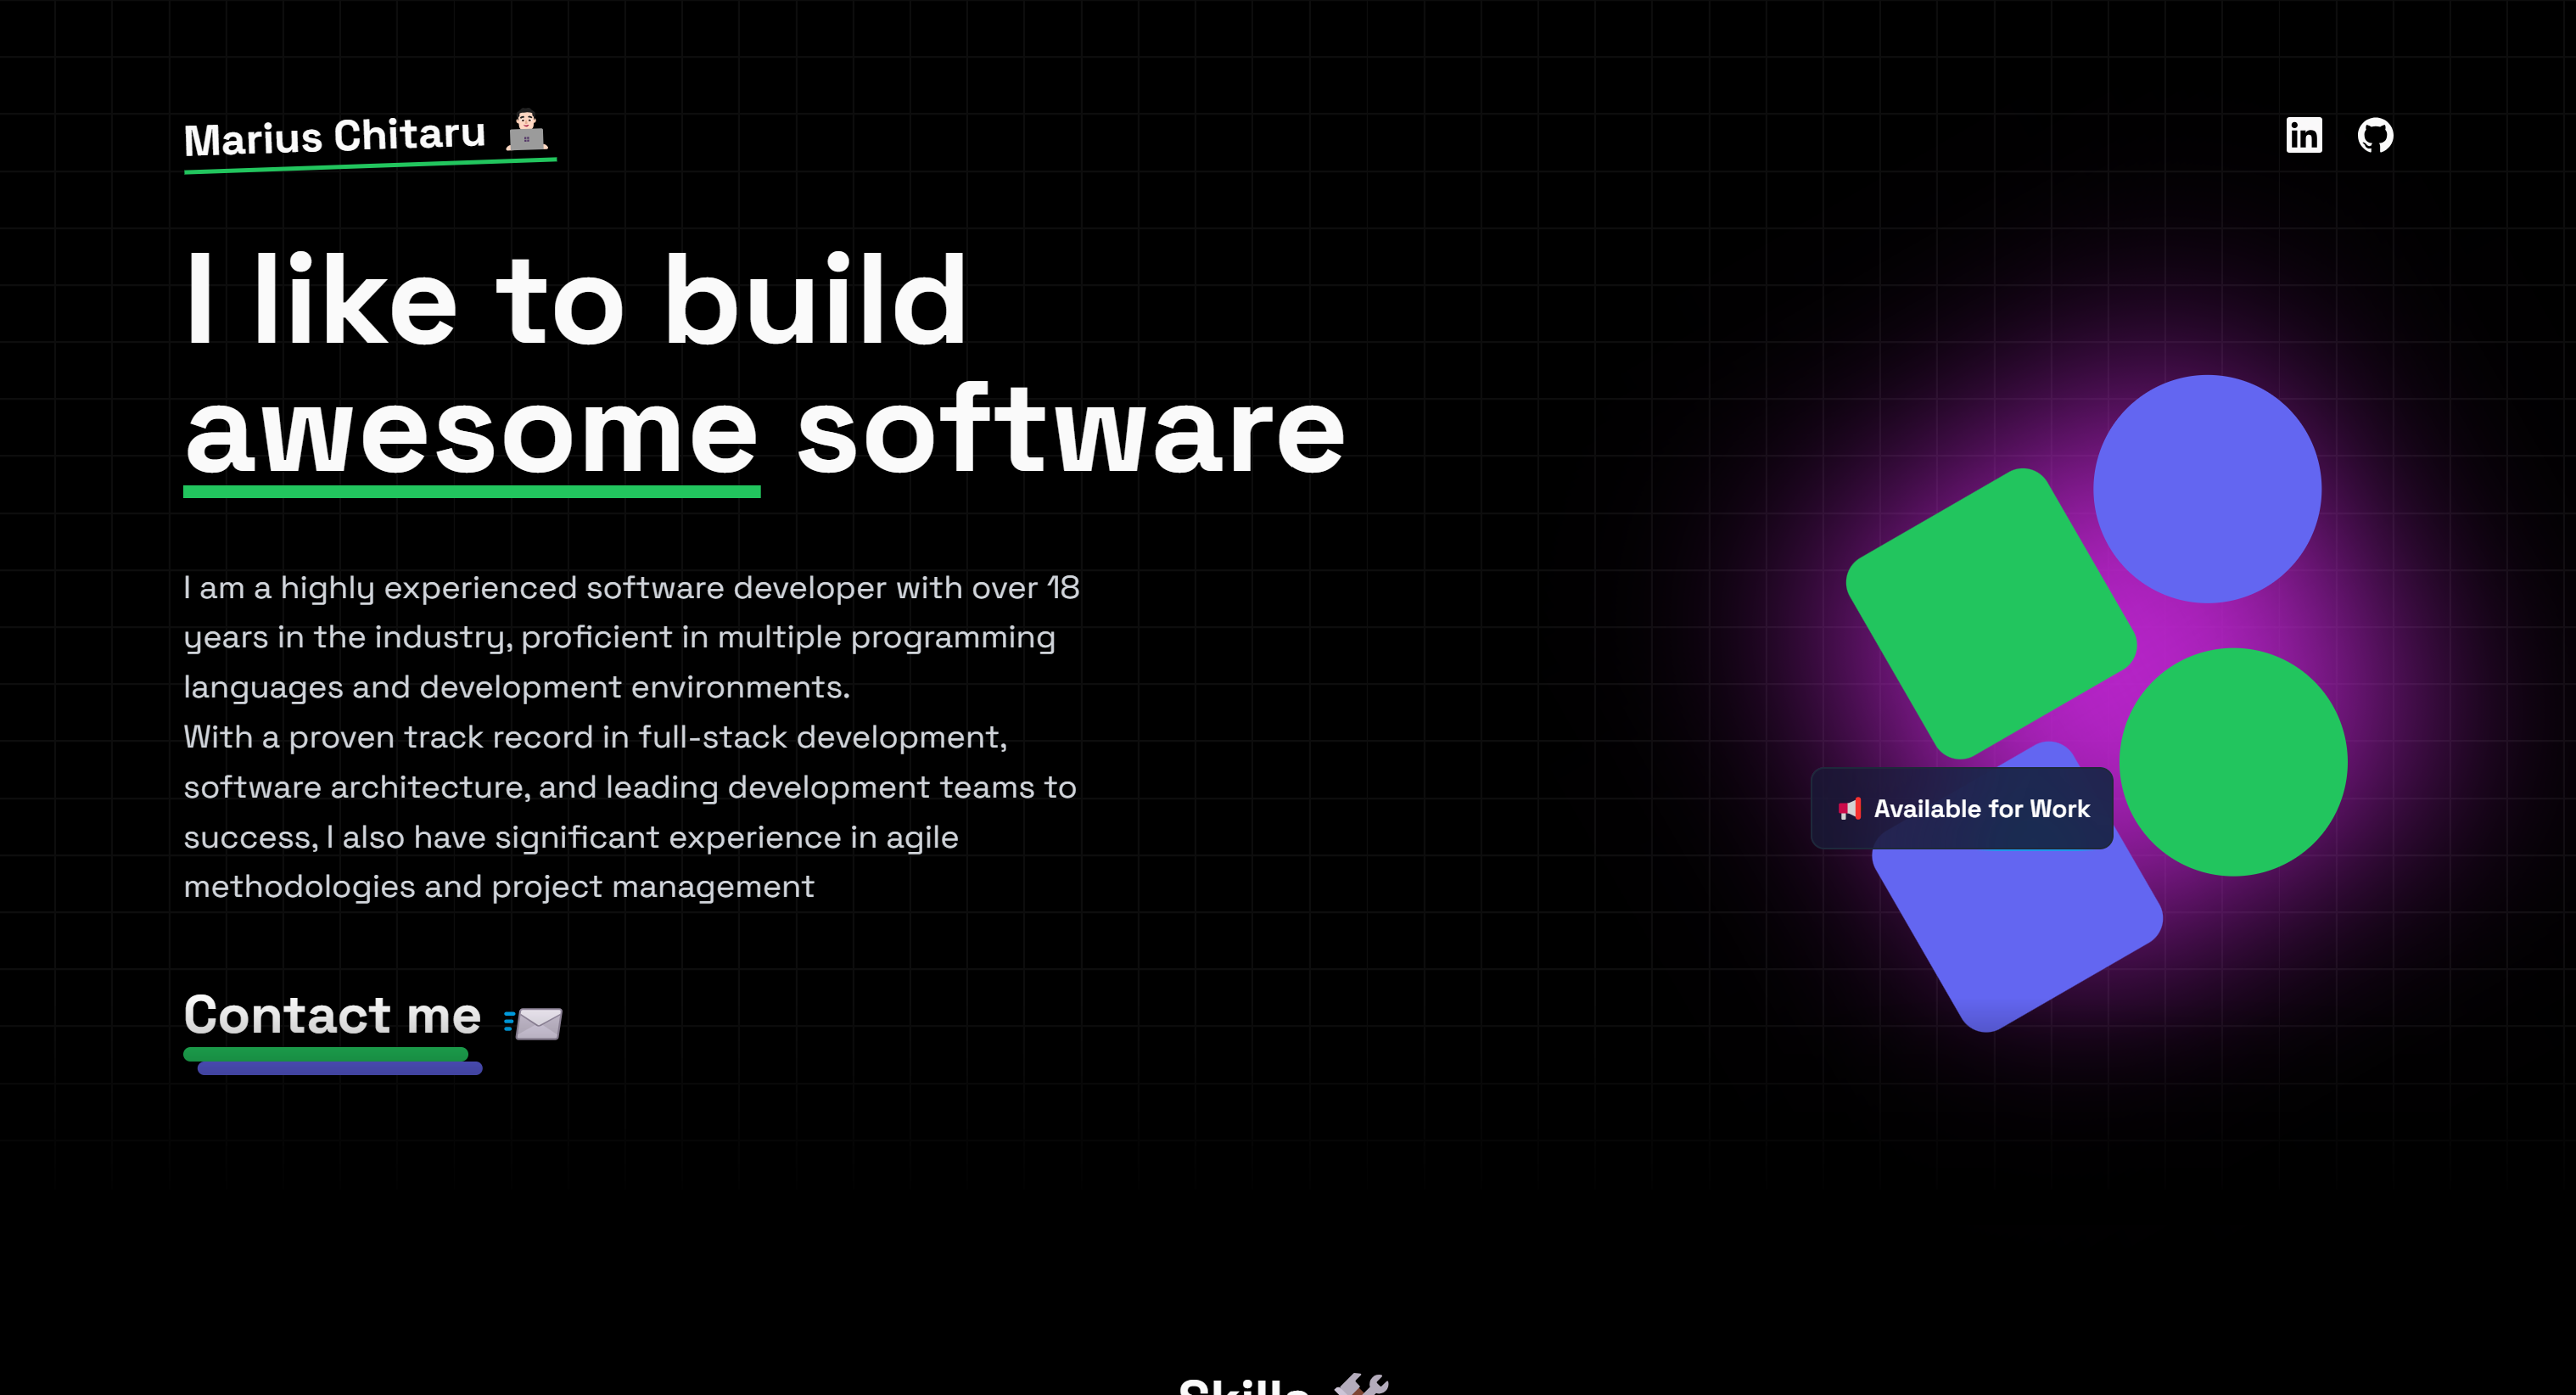 Marius Chitaru
I like to build
awesome software
I am a highly experienced software developer with over 18
years in the industry, proficient in multiple programming
languages and development environments.
With a proven track record in full-stack development,
software architecture, and leading development teams to
success, I also have significant experience in agile
methodologies and project management
Available for Work
Contact me
Skills